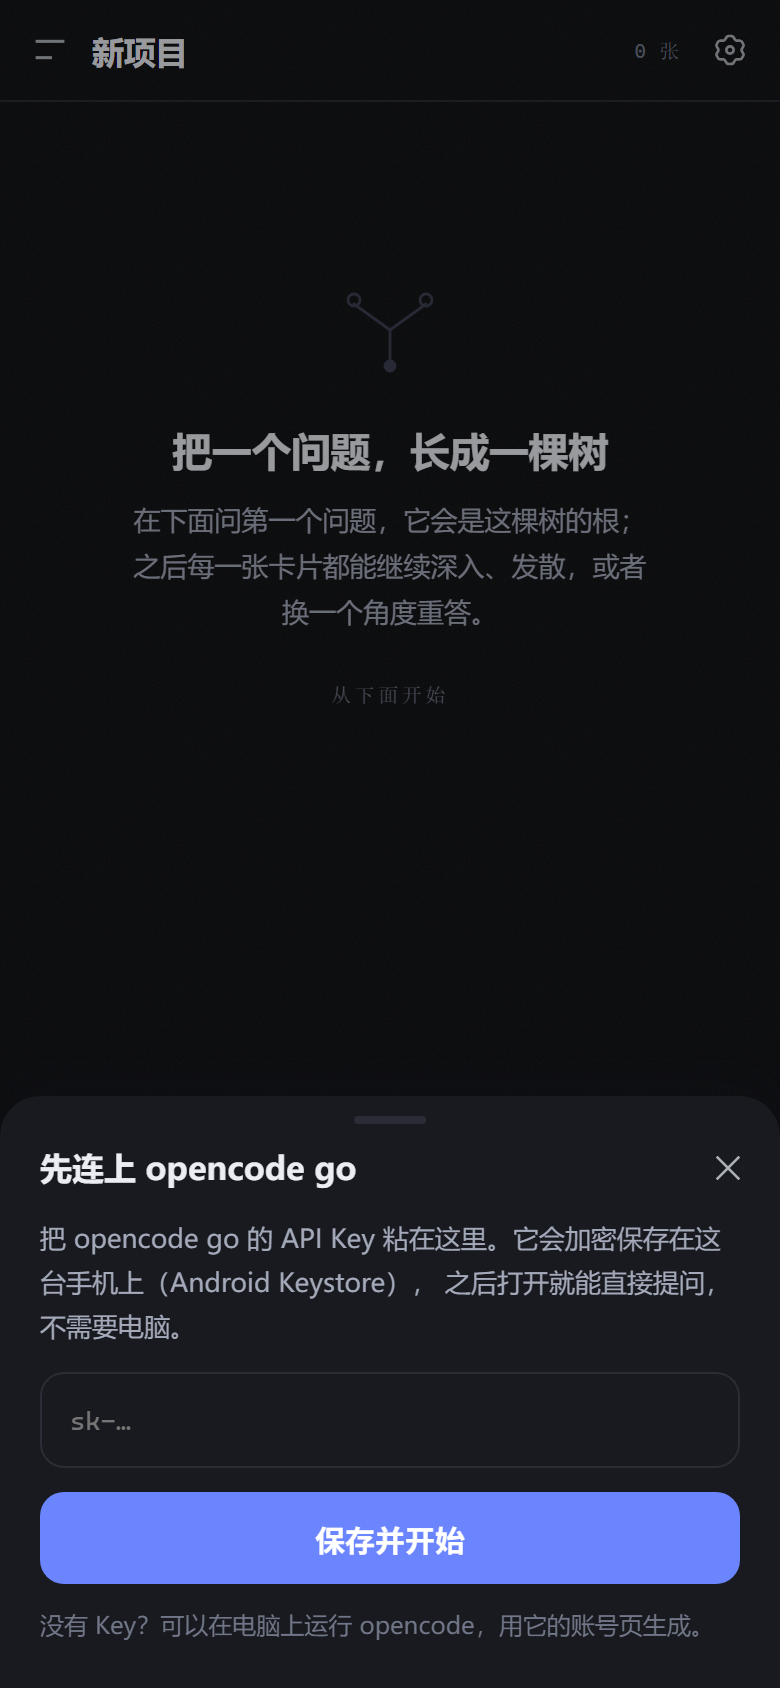 新项目
0 张
把一个问题，长成一棵树
在下面问第一个问题，它会是这棵树的根；
之后每一张卡片都能继续深入、发散，或者
换一个角度重答。
从下面开始
先连上 opencode go
把 opencode go 的 API Key 粘在这里。它会加密保存在这
台手机上（Android Keystore）， 之后打开就能直接提问，
不需要电脑。
sk-…
保存并开始
没有 Key？可以在电脑上运行 opencode，用它的账号页生成。